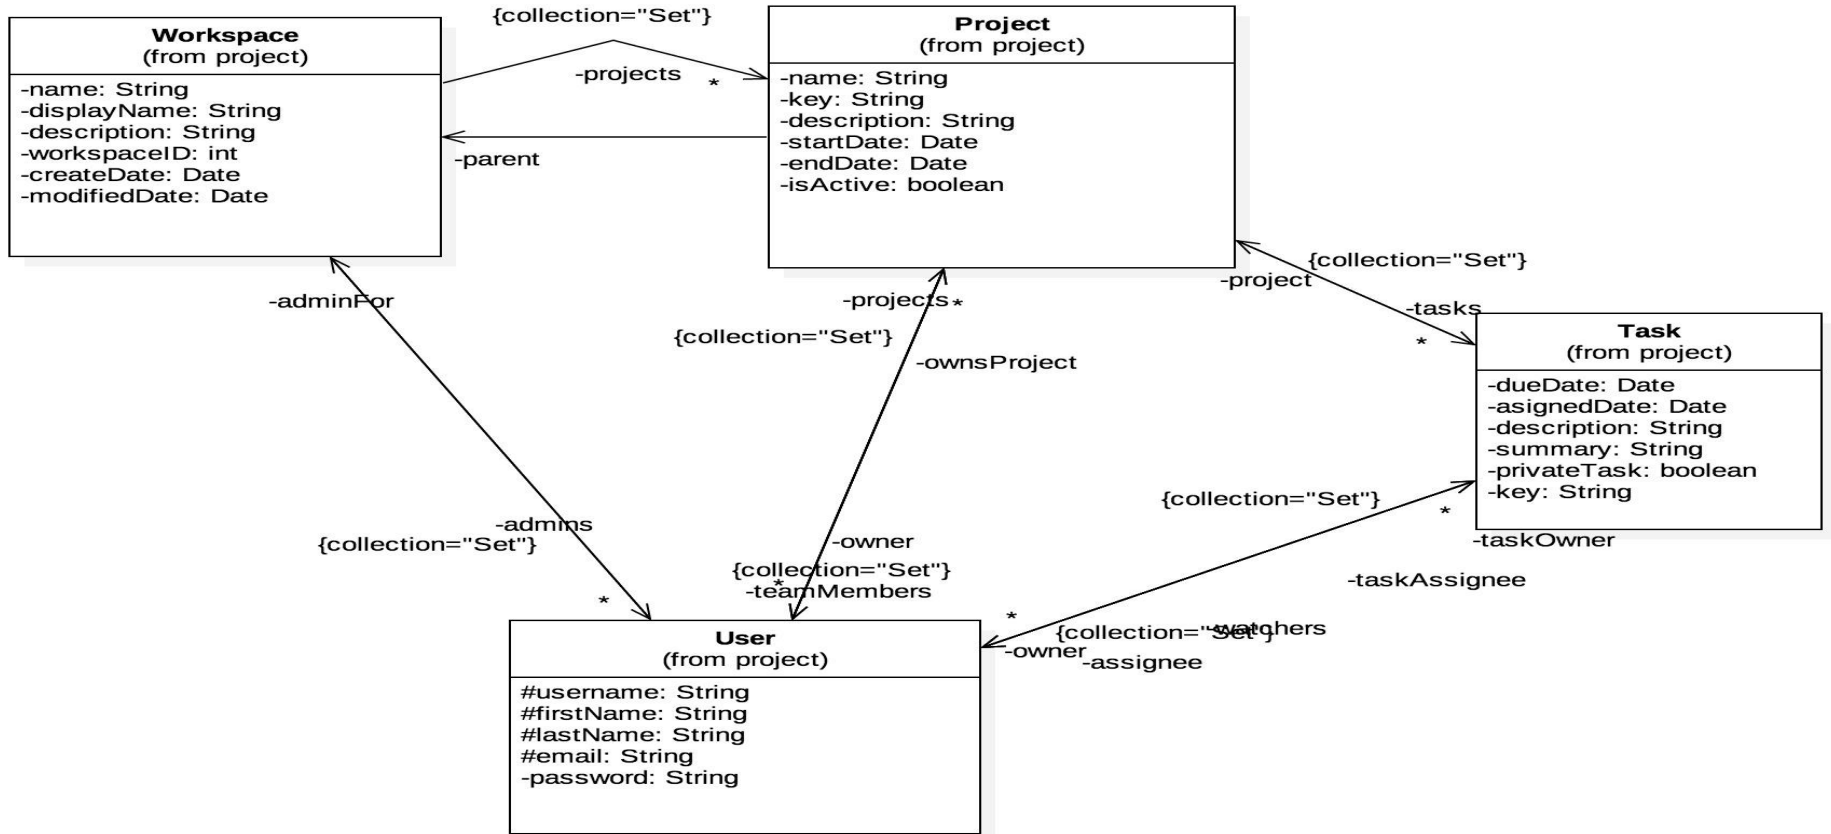 {collection="Set"}
Workspace
(from project)
-name: String
-displayName: String
-description: String
-workspaceID: int
-createDate: Date
-modifiedDate: Date
-projects
*
-parent
Project
(from project)
-name: String
-key: String
-description: String
-startDate: Date
-endDate: Date
-isActive: boolean
{collection="Set"}
-project
-tasks
*
-adminFor
-projects
*
{collection="Set"}
-ownsProject
Task
(from project)
-dueDate: Date
-asignedDate: Date
-description: String
-summary: String
-privateTask: boolean
-key: String
-admins
{collection="Set"}
*
-owner
{collection="Set"}
*
-teamMembers
{collection="Set"}
*
-taskOwner
-taskAssignee
*
{collection="Set"}
-watchers
-owner
-assignee
User
(from project)
#username: String
#firstName: String
#lastName: String
#email: String
-password: String